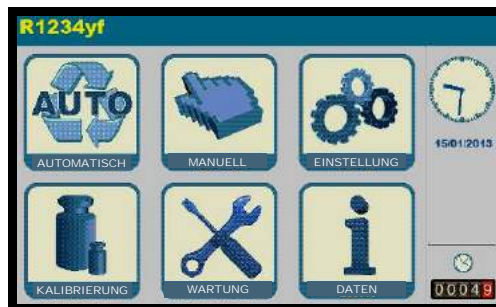 R1234yf
AUTO
AUTOMATISCH
MANUELL
EINSTELLUNG
15/01/2013
KALIBRIERUNG
WARTUNG
DATEN
00049